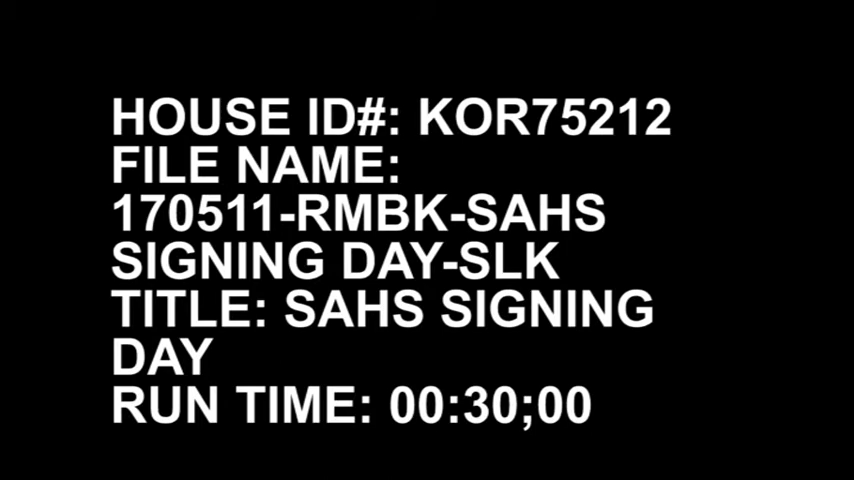 HOUSE ID#: KOR75212
FILE NAME:
170511-RMBK-SAHS
SIGNING DAY-SLK
TITLE: SAHS SIGNING
DAY
RUN TIME: 00:30;00